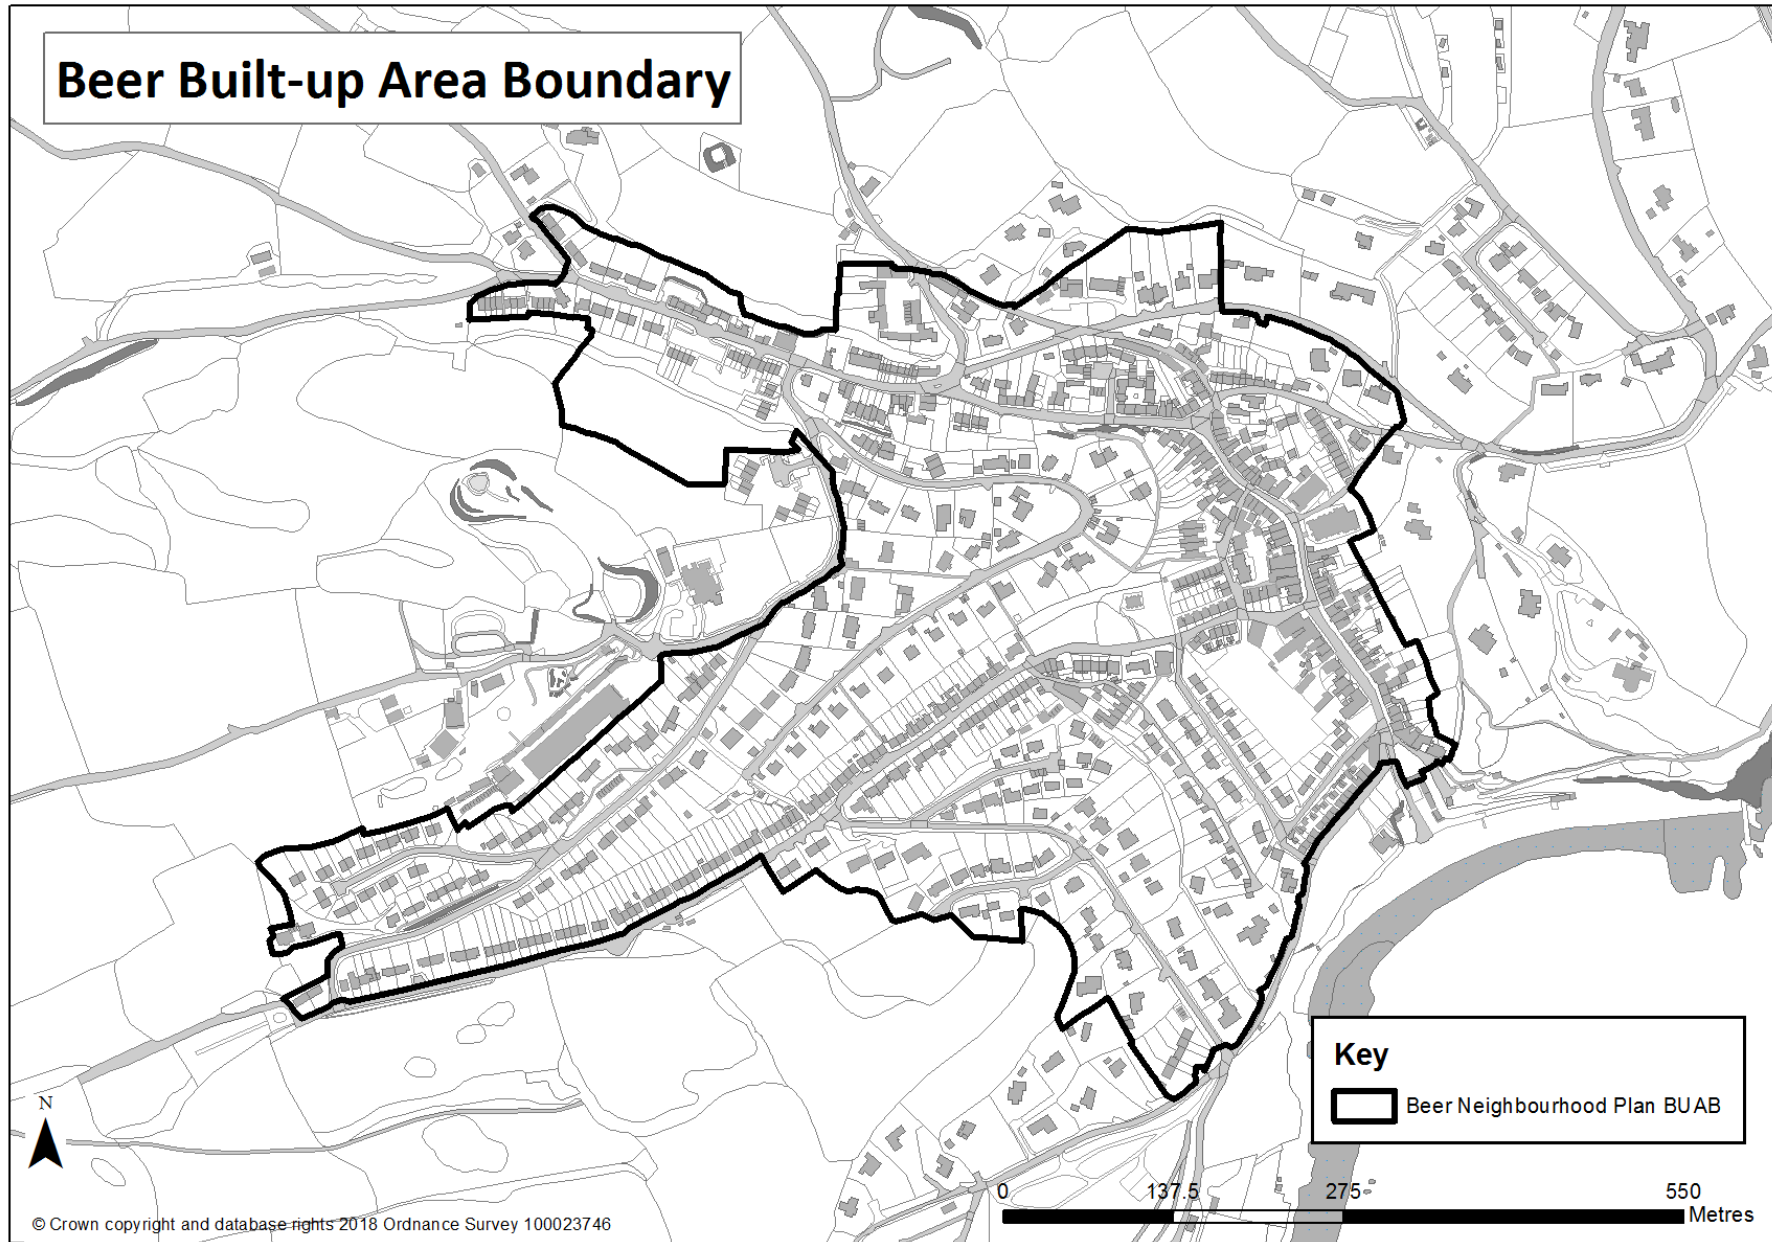 Beer Built-up Area Boundary
Key
Beer Neighbourhood Plan BUAB
N
0 137.5 275 550
Metres
© Crown copyright and database rights 2018 Ordnance Survey 100023746